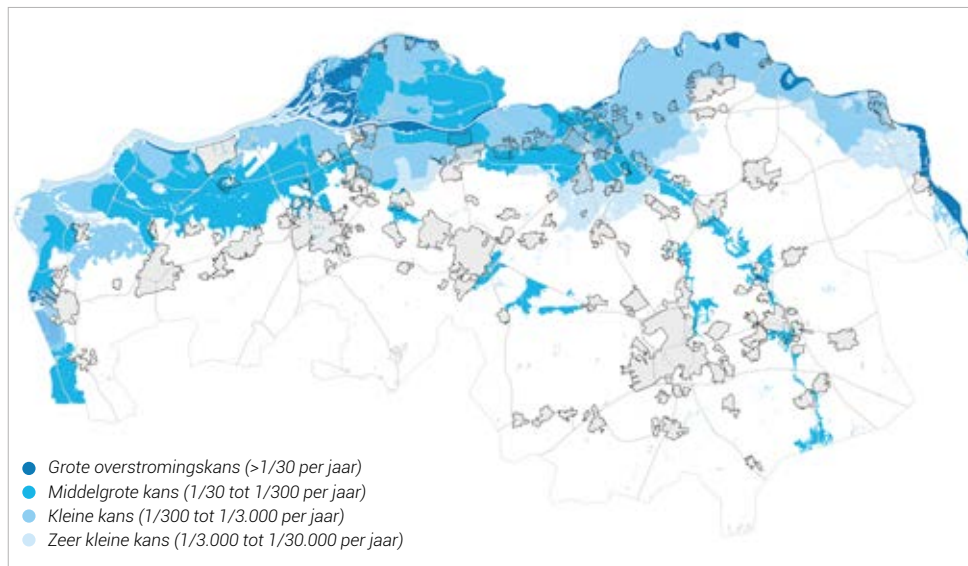 Grote overstromingskans (>1/30 per jaar)
Middelgrote kans (1/30 tot 1/300 per jaar)
Kleine kans (1/300 tot 1/3.000 per jaar)
Zeer kleine kans (1/3.000 tot 1/30.000 per jaar)